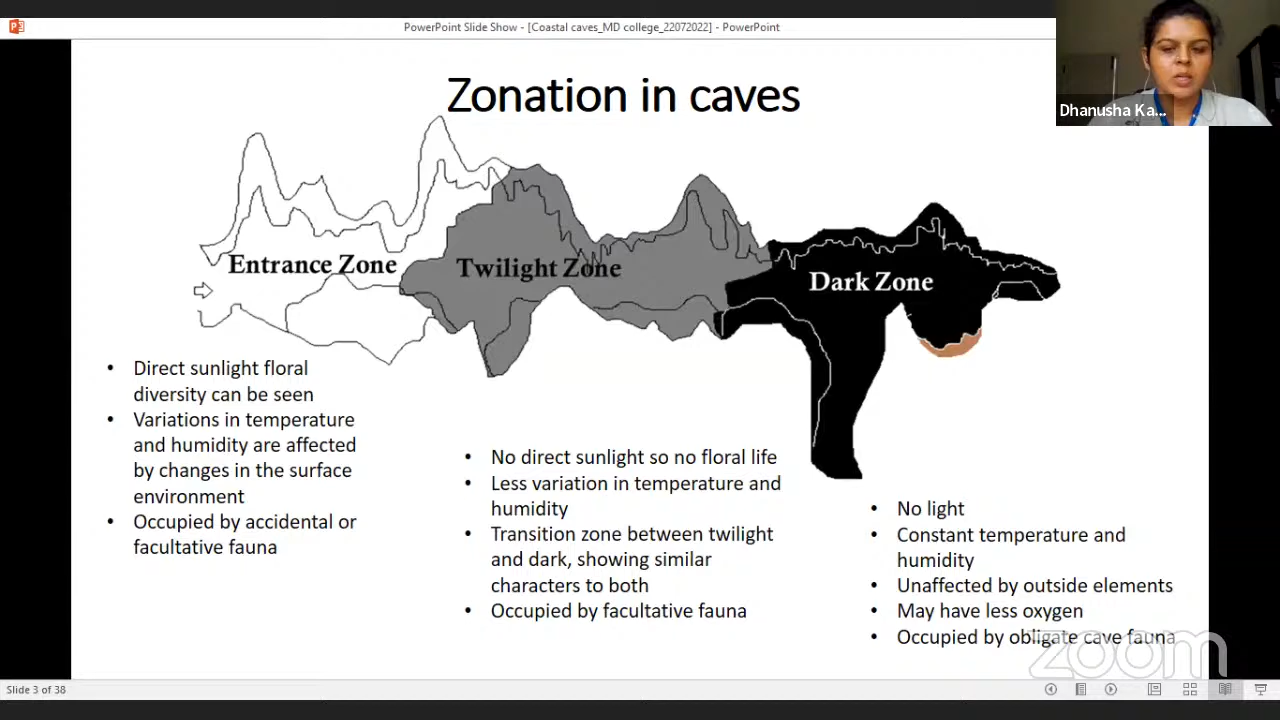 PowerPoint Slide Show - [Coastal caves_MD college_22072022] - PowerPoint
Dhanusha Ka...
Zonation in caves
Entrance Zone
Twilight Zone
Dark Zone
• Direct sunlight floral
diversity can be seen
• Variations in temperature
and humidity are affected
by changes in the surface
environment
• Occupied by accidental or
facultative fauna
• No direct sunlight so no floral life
• Less variation in temperature and
humidity
• Transition zone between twilight
and dark, showing similar
characters to both
• Occupied by facultative fauna
• No light
• Constant temperature and
humidity
• Unaffected by outside elements
• May have less oxygen
• Occupied by obligate cave fauna
zoom
Slide 3 of 38